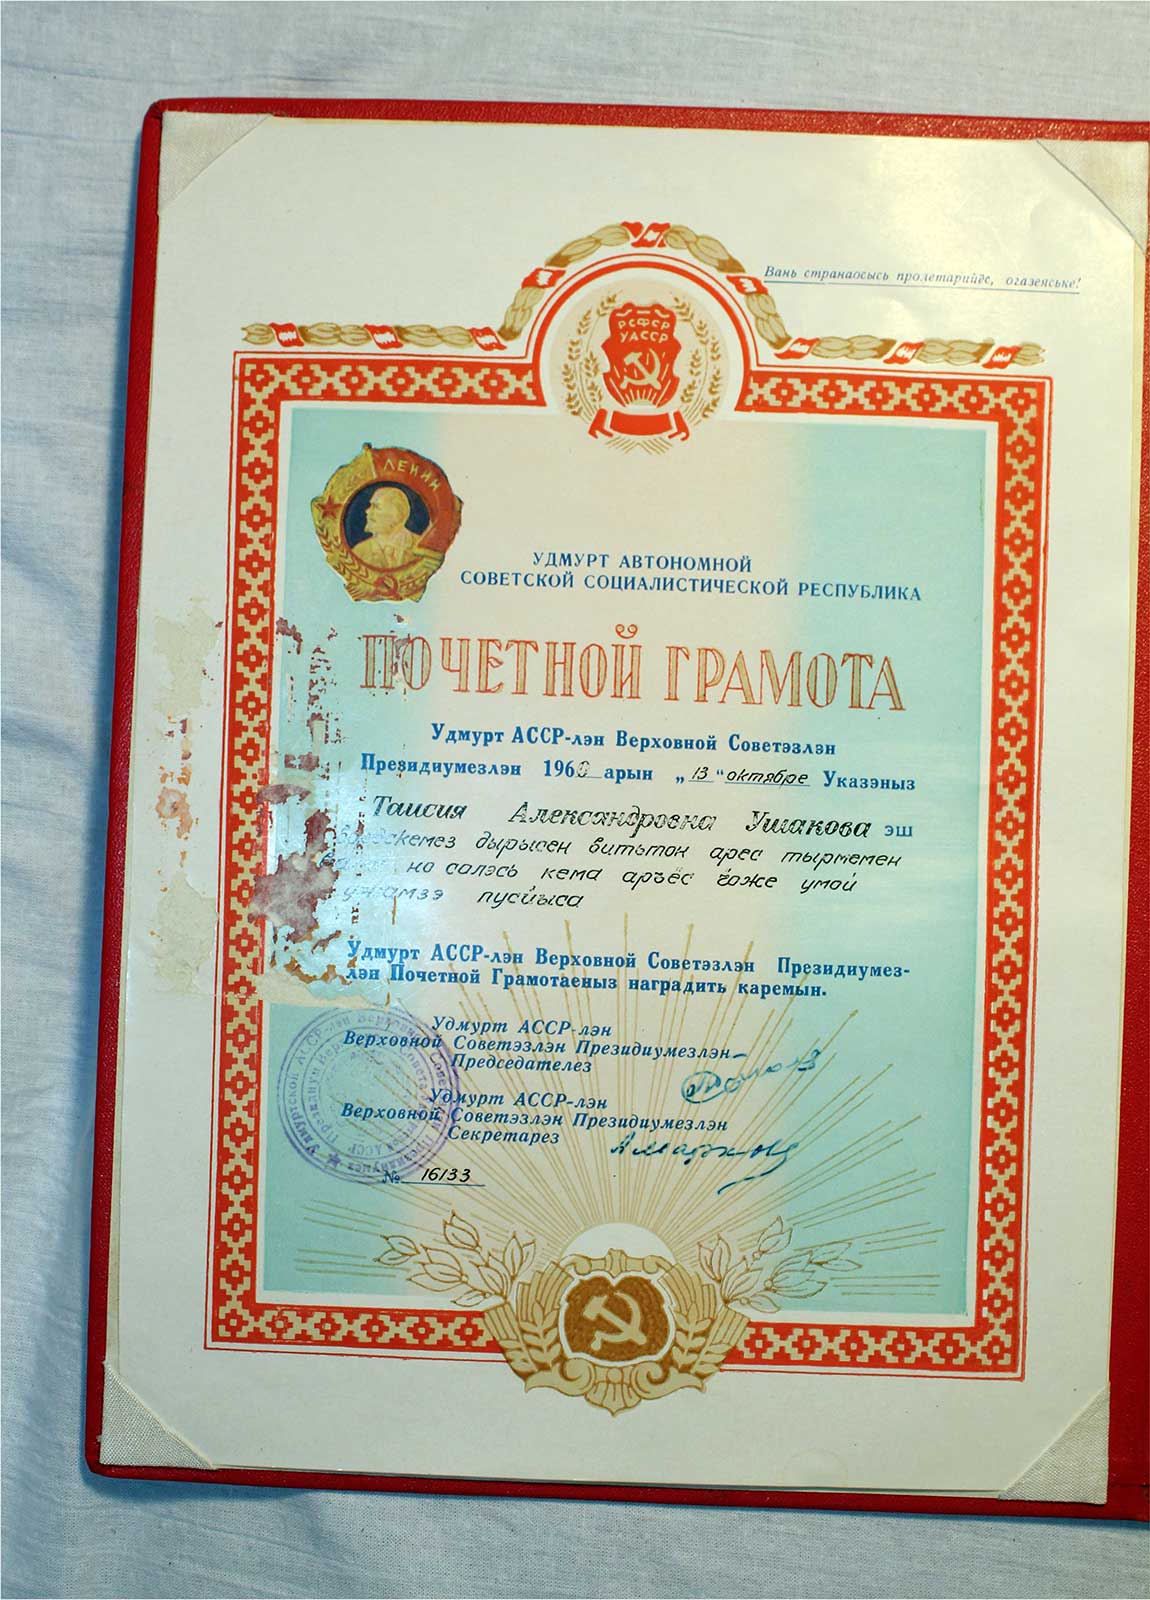 Вань странаосысь пролетарийёс, огазеяське!
РСФСР
УАССР
ЛЕНИН
УДМУРТ АВТОНОМНОЙ
СОВЕТСКОЙ СОЦИАЛИСТИЧЕСКОЙ РЕСПУБЛИКА
ПОЧЕТНОЙ ГРАМОТА
Удмурт АССР-лэн Верховной Советэзлэн
Президиумезлэн 1960 арын „13“ октябре Указэныз
Таисия Александровна Ушакова эш
дырысен витьтон арес тырмемен
но солэсь кема аръёс чоже умой
ужамзэ пусйыса
Удмурт АССР-лэн Верховной Советэзлэн Президиумез-
лэн Почетной Грамотаеныз наградить каремын.
Удмурт АССР-лэн
Верховной Советэзлэн Президиумезлэн
Председателез
Удмурт АССР-лэн
Верховной Советэзлэн Президиумезлэн
Секретарез
№ 16133